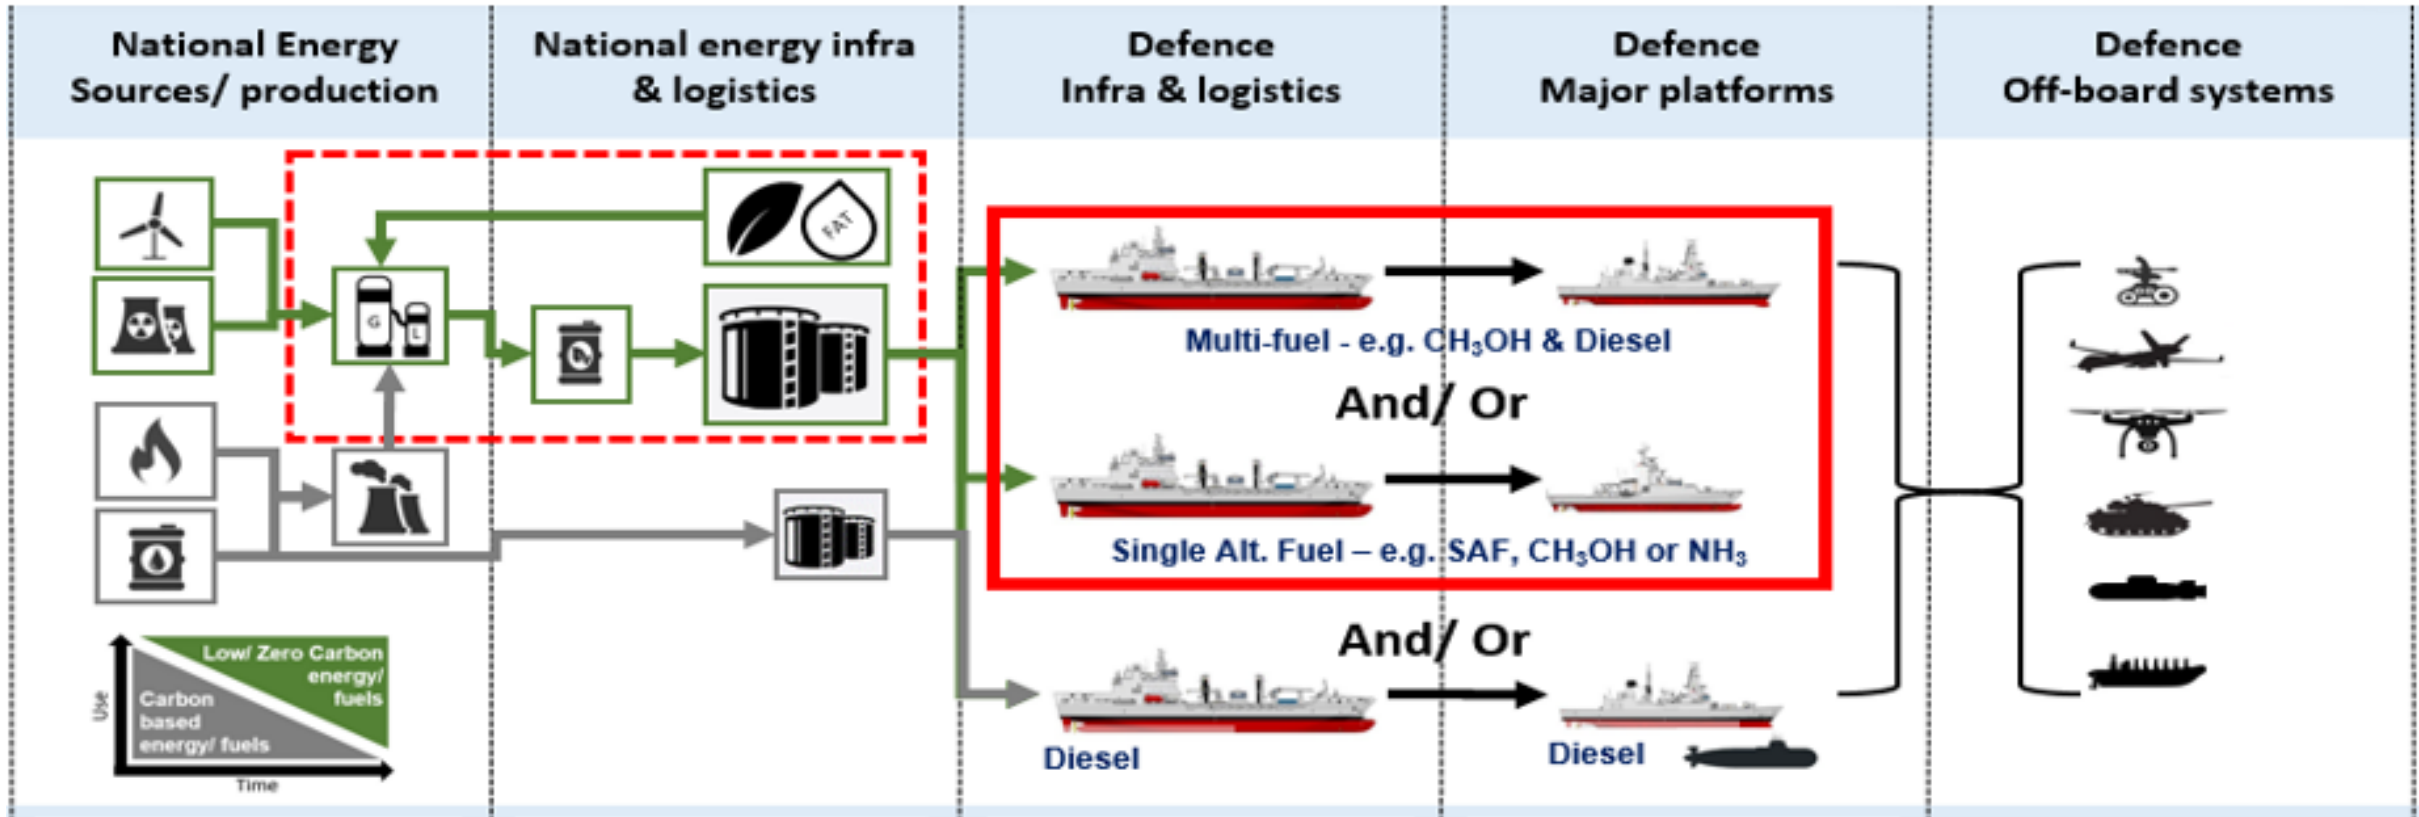 National Energy
Sources/ production
National energy infra
& logistics
Defence
Infra & logistics
Defence
Major platforms
Defence
Off-board systems
FAT
G
L
Multi-fuel - e.g. CH₃OH & Diesel
And/ Or
Single Alt. Fuel – e.g. SAF, CH₃OH or NH₃
And/ Or
Diesel
Diesel
Low/ Zero Carbon
energy/
fuels
Carbon
based
energy/ fuels
Use
Time